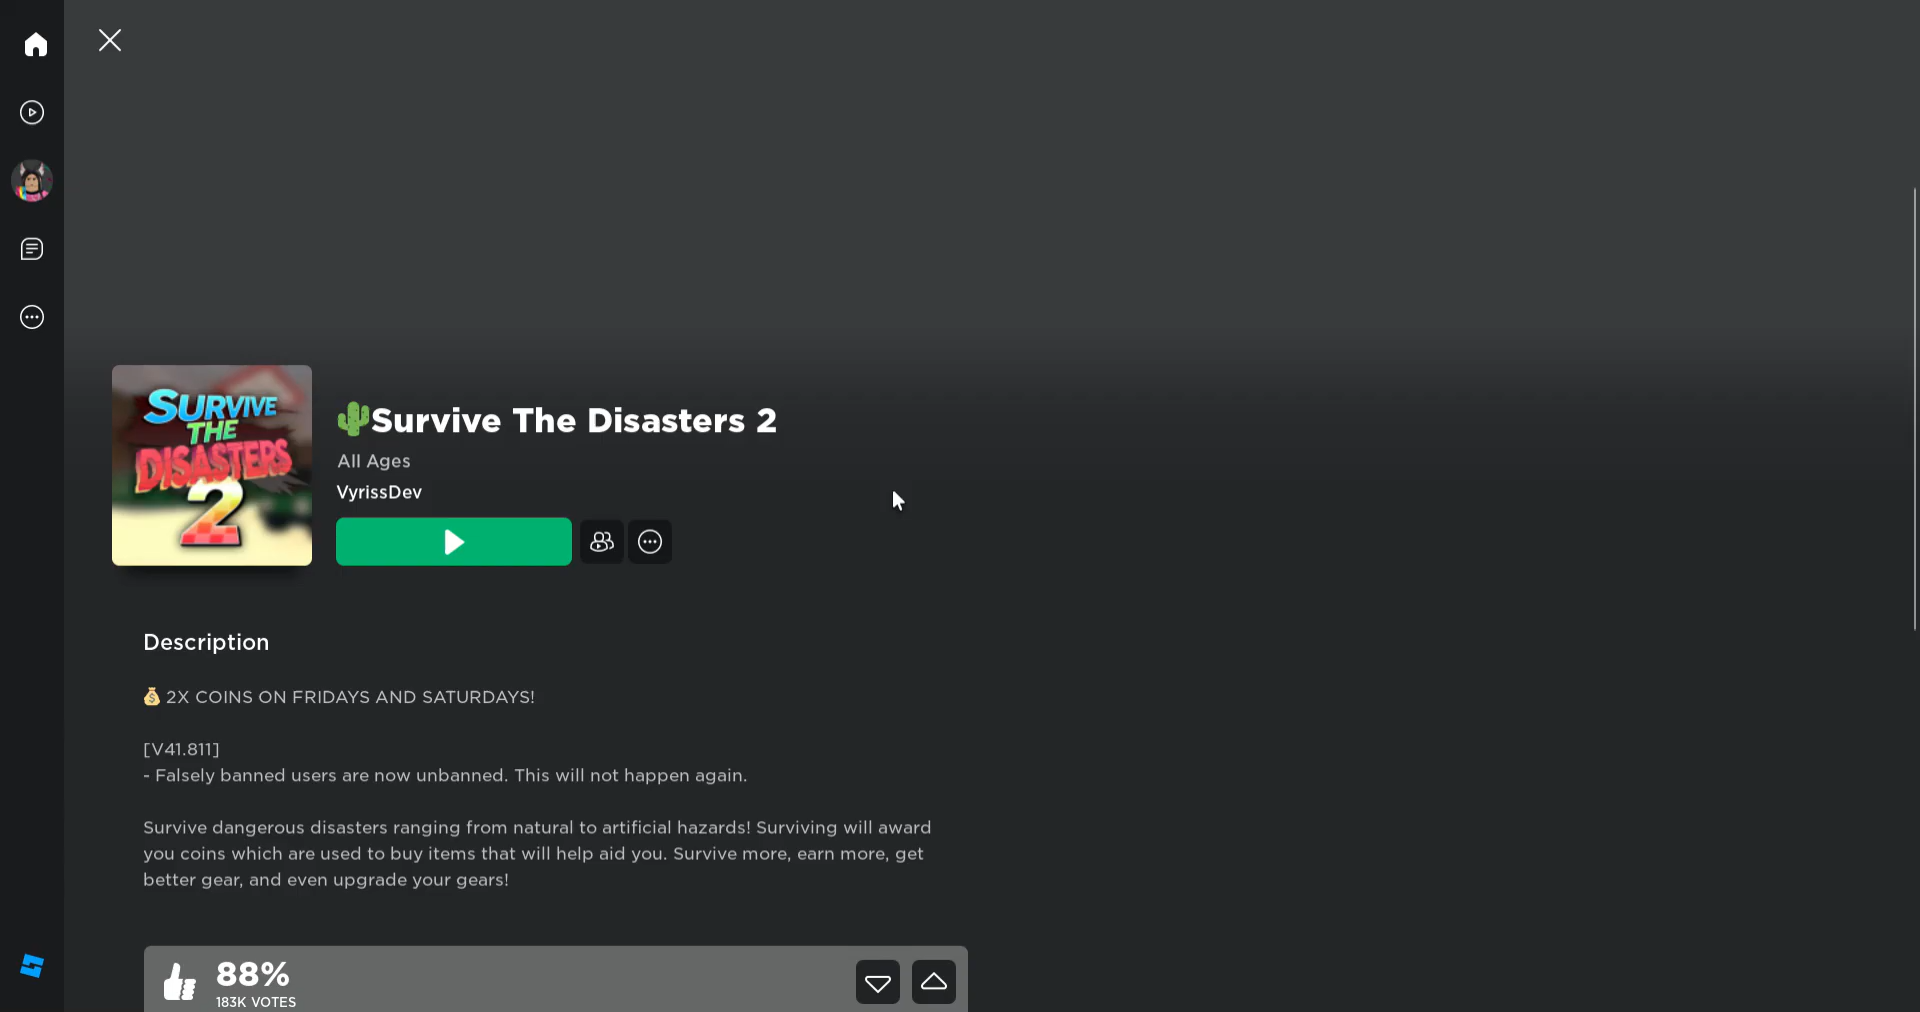 SURVIVE
THE
DISASTERS
2
🌵Survive The Disasters 2
All Ages
VyrissDev
Description
💰 2X COINS ON FRIDAYS AND SATURDAYS!
[V41.811]
- Falsely banned users are now unbanned. This will not happen again.
Survive dangerous disasters ranging from natural to artificial hazards! Surviving will award
you coins which are used to buy items that will help aid you. Survive more, earn more, get
better gear, and even upgrade your gears!
88%
183K VOTES